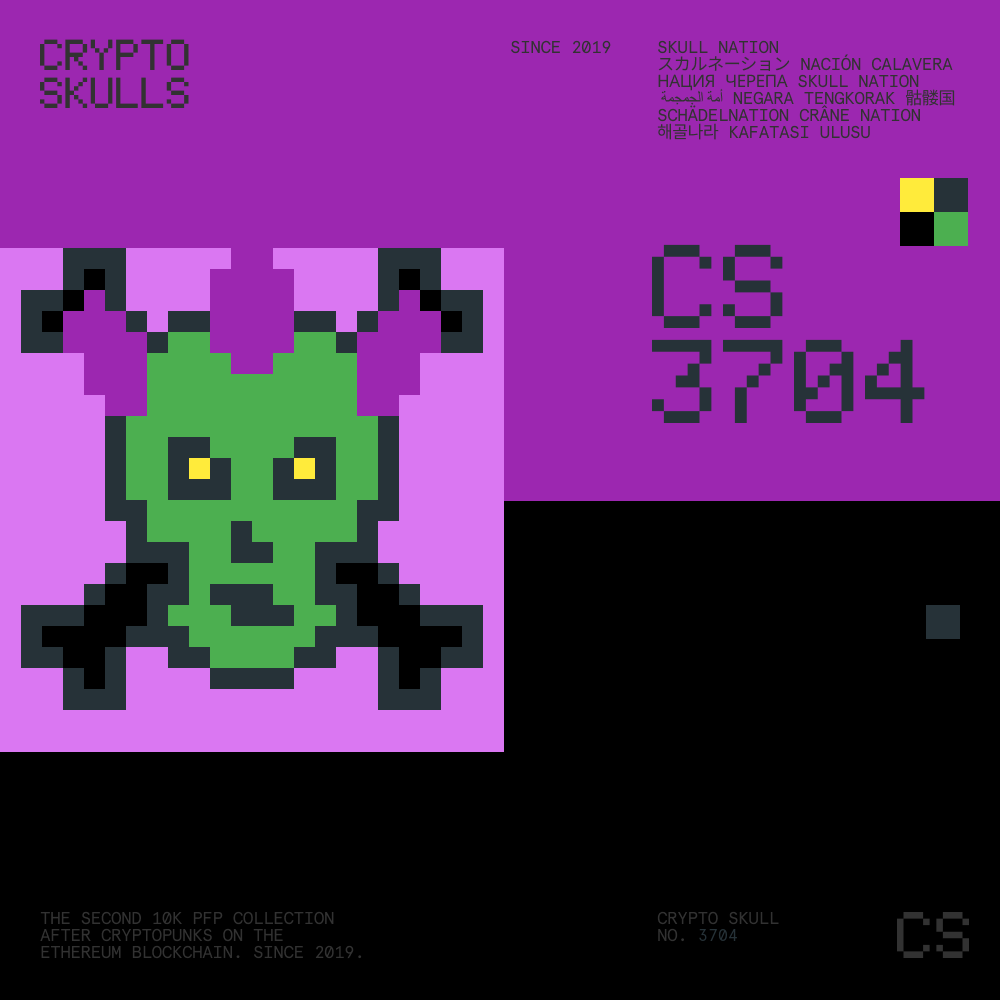 CRYPTO
SKULLS
SINCE 2019
SKULL NATION
スカルネーション NACIÓN CALAVERA
НАЦИЯ ЧЕРЕПА SKULL NATION
أمة الجمجمة NEGARA TENGKORAK 骷髅国
SCHÄDELNATION CRÂNE NATION
해골나라 KAFATASI ULUSU
CS
3704
THE SECOND 10K PFP COLLECTION
AFTER CRYPTOPUNKS ON THE
ETHEREUM BLOCKCHAIN. SINCE 2019.
CRYPTO SKULL
NO. 3704
CS